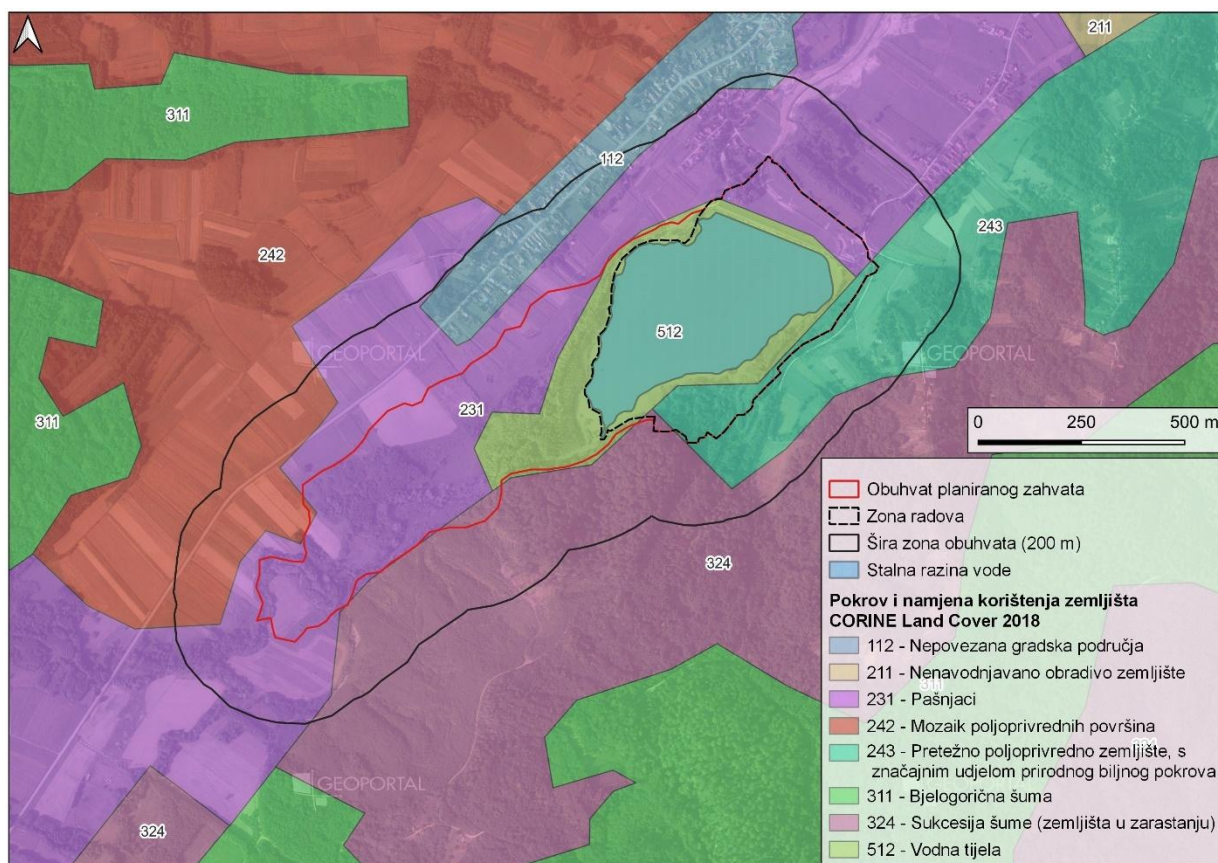 211
311
112
243
242
512
GEOPORTAL
GEOPORTAL
231
311
0 250 500 m
Obuhvat planiranog zahvata
Zona radova
Šira zona obuhvata (200 m)
Stalna razina vode
324
Pokrov i namjena korištenja zemljišta
CORINE Land Cover 2018
112 - Nepovezana gradska područja
211 - Nenavodnjavano obradivo zemljište
231 - Pašnjaci
242 - Mozaik poljoprivrednih površina
243 - Pretežno poljoprivredno zemljište, s
značajnim udjelom prirodnog biljnog pokrova
311 - Bjelogorična šuma
324 - Sukcesija šume (zemljišta u zarastanju)
512 - Vodna tijela
GEOPORTAL
324